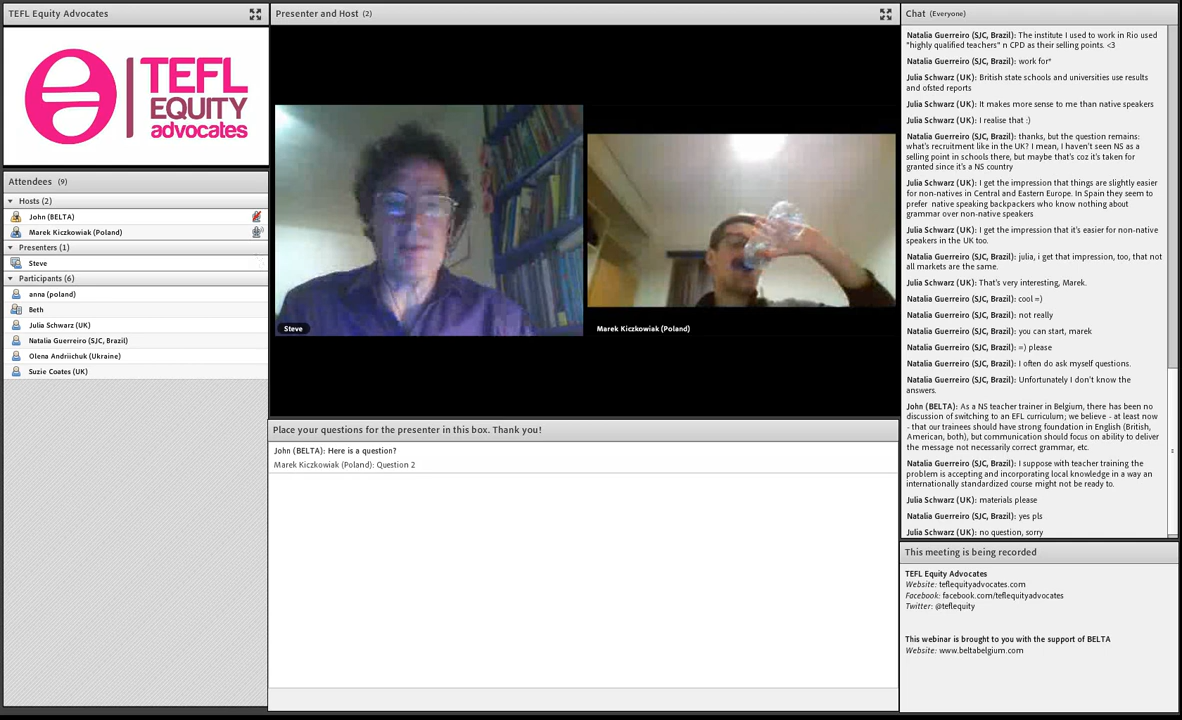 TEFL Equity Advocates
TEFL
EQUITY
advocates
Attendees (9)
Hosts (2)
John (BELTA)
Marek Kiczkowiak (Poland)
Presenters (1)
Steve
Participants (6)
anna (poland)
Beth
Julia Schwarz (UK)
Natalia Guerreiro (SJC, Brazil)
Olena Andriichuk (Ukraine)
Suzie Coates (UK)
Presenter and Host (2)
Steve
Marek Kiczkowiak (Poland)
Place your questions for the presenter in this box. Thank you!
John (BELTA): Here is a question?
Marek Kiczkowiak (Poland): Question 2
Chat (Everyone)
Natalia Guerreiro (SJC, Brazil): The institute I used to work in Rio used
"highly qualified teachers" n CPD as their selling points. <3
Natalia Guerreiro (SJC, Brazil): work for*
Julia Schwarz (UK): British state schools and universities use results
and ofsted reports
Julia Schwarz (UK): It makes more sense to me than native speakers
Julia Schwarz (UK): I realise that :)
Natalia Guerreiro (SJC, Brazil): thanks, but the question remains:
what's recruitment like in the UK? I mean, I haven't seen NS as a
selling point in schools there, but maybe that's coz it's taken for
granted since it's a NS country
Julia Schwarz (UK): I get the impression that things are slightly easier
for non-natives in Central and Eastern Europe. In Spain they seem to
prefer native speaking backpackers who know nothing about
grammar over non-native speakers
Julia Schwarz (UK): I get the impression that it's easier for non-native
speakers in the UK too.
Natalia Guerreiro (SJC, Brazil): julia, i get that impression, too, that not
all markets are the same.
Julia Schwarz (UK): That's very interesting, Marek.
Natalia Guerreiro (SJC, Brazil): cool =)
Natalia Guerreiro (SJC, Brazil): not really
Natalia Guerreiro (SJC, Brazil): you can start, marek
Natalia Guerreiro (SJC, Brazil): =) please
Natalia Guerreiro (SJC, Brazil): I often do ask myself questions.
Natalia Guerreiro (SJC, Brazil): Unfortunately I don't know the
answers.
John (BELTA): As a NS teacher trainer in Belgium, there has been no
discussion of switching to an EFL curriculum; we believe - at least now
- that our trainees should have strong foundation in English (British,
American, both), but communication should focus on ability to deliver
the message not necessarily correct grammar, etc.
Natalia Guerreiro (SJC, Brazil): I suppose with teacher training the
problem is accepting and incorporating local knowledge in a way an
internationally standardized course might not be ready to.
Julia Schwarz (UK): materials please
Natalia Guerreiro (SJC, Brazil): yes pls
Julia Schwarz (UK): no question, sorry
This meeting is being recorded
TEFL Equity Advocates
Website: teflequityadvocates.com
Facebook: facebook.com/teflequityadvocates
Twitter: @teflequity
This webinar is brought to you with the support of BELTA
Website: www.beltabelgium.com